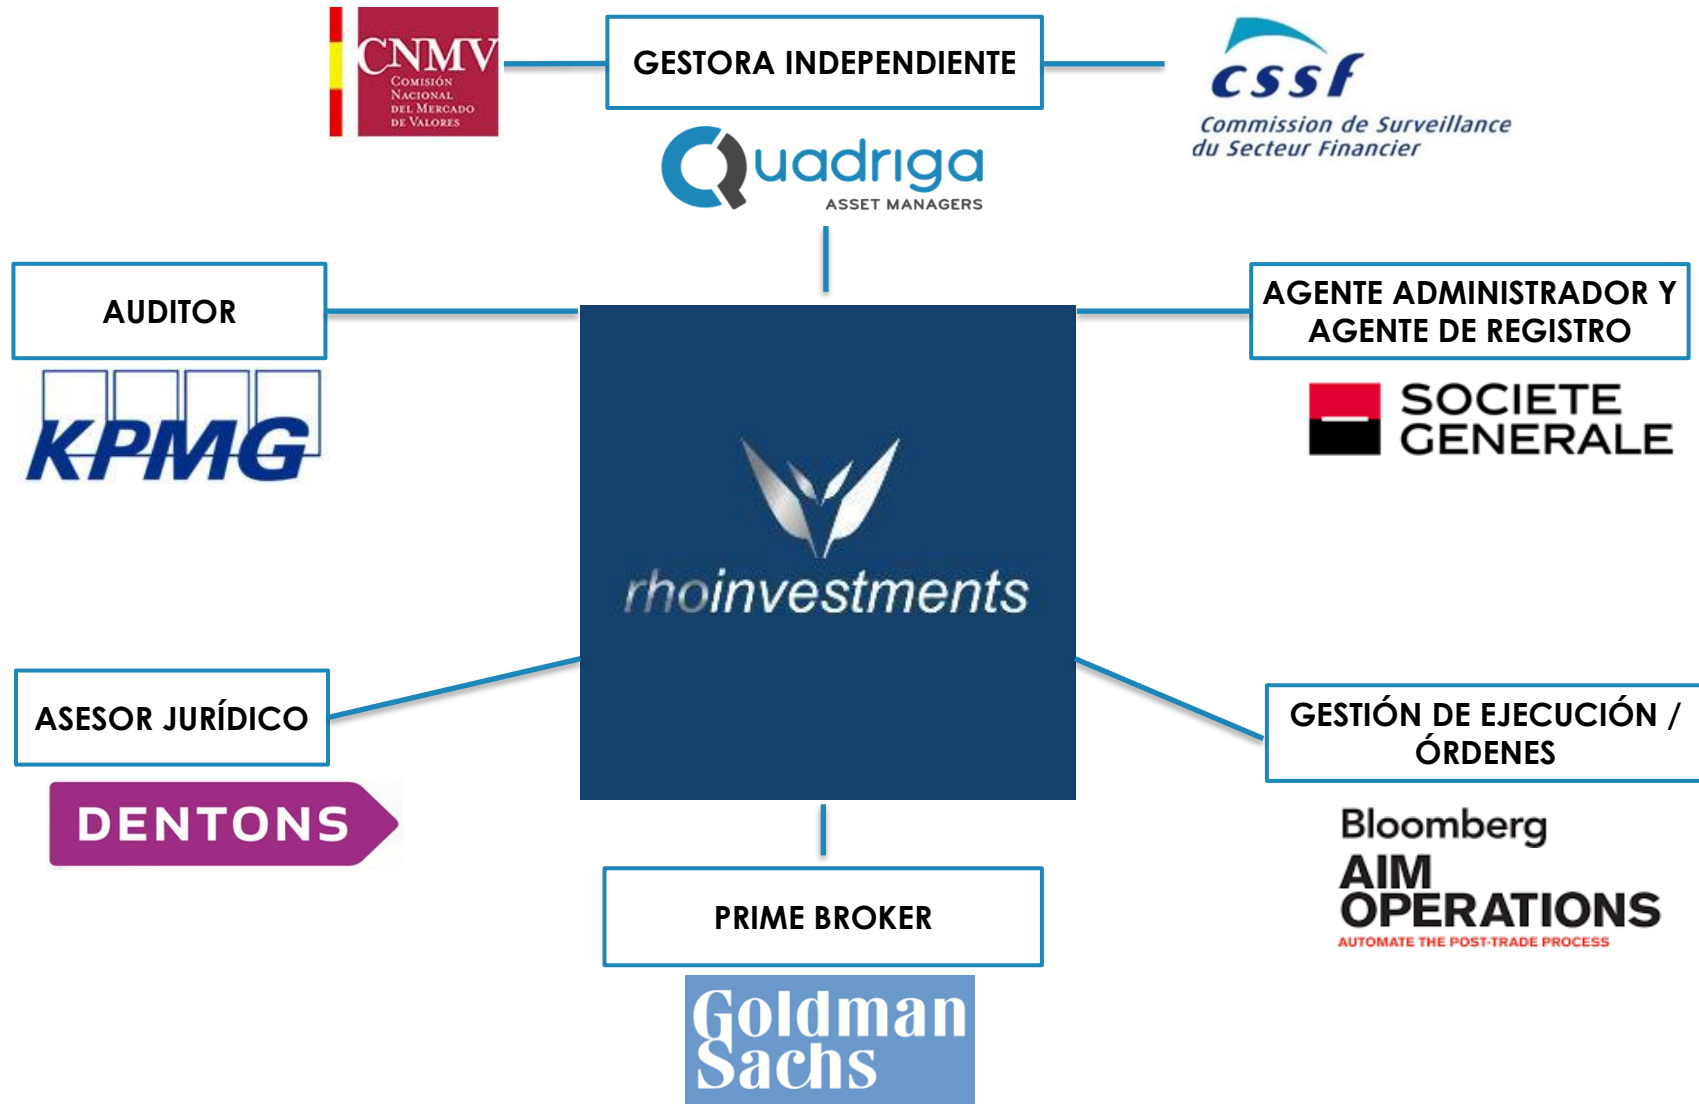 CNMV
COMISIÓN
NACIONAL
DEL MERCADO
DE VALORES
GESTORA INDEPENDIENTE
Quadriga
ASSET MANAGERS
cssf
Commission de Surveillance
du Secteur Financier
AUDITOR
KPMG
AGENTE ADMINISTRADOR Y
AGENTE DE REGISTRO
SOCIETE
GENERALE
rhoinvestments
ASESOR JURÍDICO
DENTONS
GESTIÓN DE EJECUCIÓN /
ÓRDENES
Bloomberg
AIM
OPERATIONS
AUTOMATE THE POST-TRADE PROCESS
PRIME BROKER
Goldman
Sachs